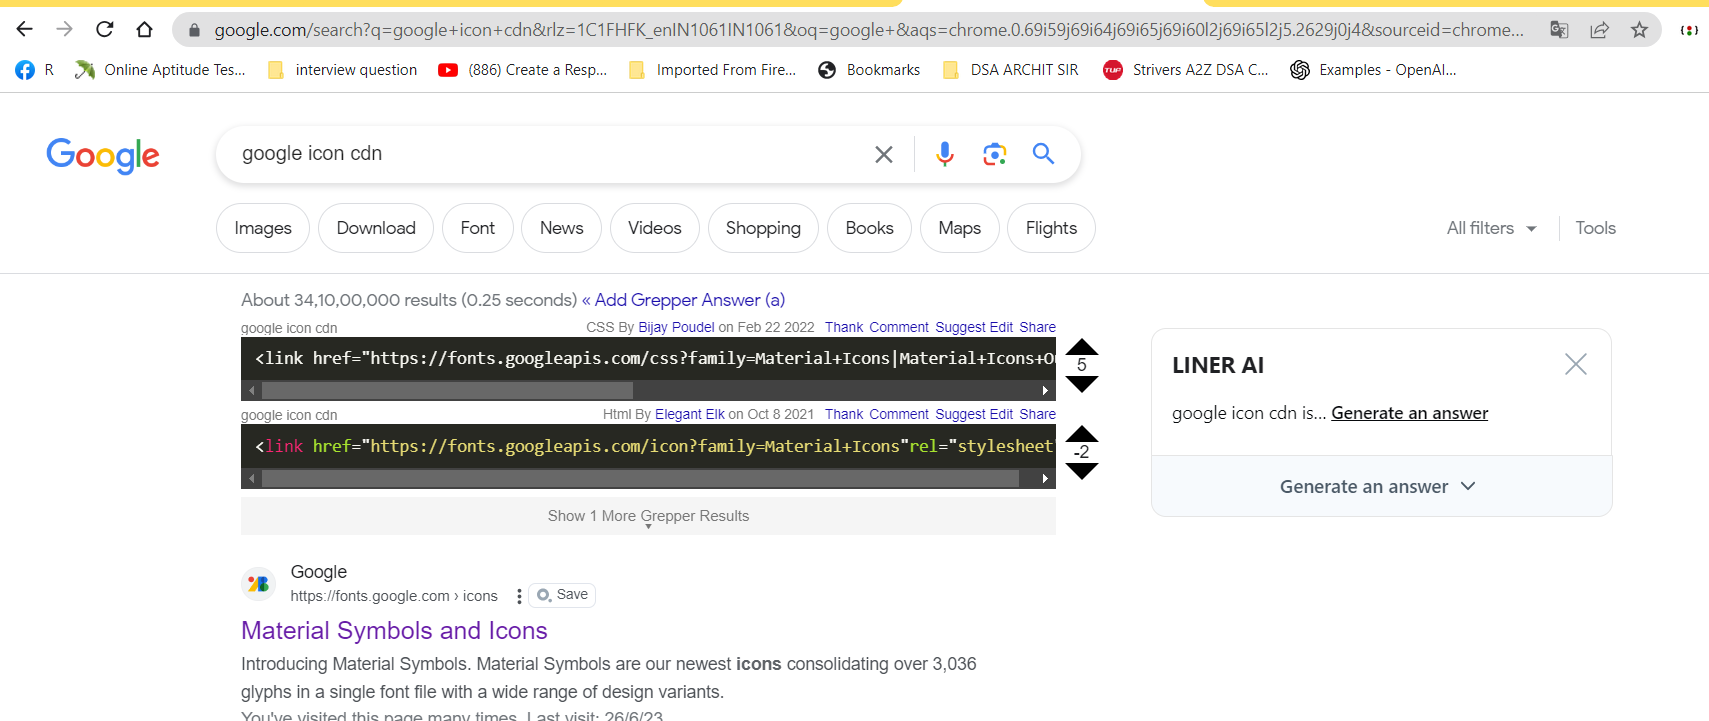 google.com/search?q=google+icon+cdn&rlz=1C1FHFK_enIN1061IN1061&oq=google+&aqs=chrome.0.69i59j69i64j69i65j69i60l2j69i65l2j5.2629j0j4&sourceid=chrome...
R
Online Aptitude Tes...
interview question
(886) Create a Resp...
Imported From Fire...
Bookmarks
DSA ARCHIT SIR
TUF
Strivers A2Z DSA C...
Examples - OpenAI...
Google
google icon cdn
Images
Download
Font
News
Videos
Shopping
Books
Maps
Flights
All filters
Tools
About 34,10,00,000 results (0.25 seconds) « Add Grepper Answer (a)
google icon cdn
CSS By Bijay Poudel on Feb 22 2022 Thank Comment Suggest Edit Share
<link href="https://fonts.googleapis.com/css?family=Material+Icons|Material+Icons+O
5
google icon cdn
Html By Elegant Elk on Oct 8 2021 Thank Comment Suggest Edit Share
<link href="https://fonts.googleapis.com/icon?family=Material+Icons"rel="stylesheet"
-2
Show 1 More Grepper Results
LINER AI
google icon cdn is... Generate an answer
Generate an answer
Google
https://fonts.google.com › icons
Save
Material Symbols and Icons
Introducing Material Symbols. Material Symbols are our newest icons consolidating over 3,036
glyphs in a single font file with a wide range of design variants.
You've visited this page many times. Last visit: 26/6/23